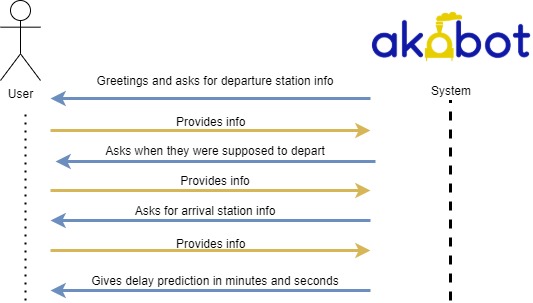 akobot
Greetings and asks for departure station info
User
System
Provides info
Asks when they were supposed to depart
Provides info
Asks for arrival station info
Provides info
Gives delay prediction in minutes and seconds